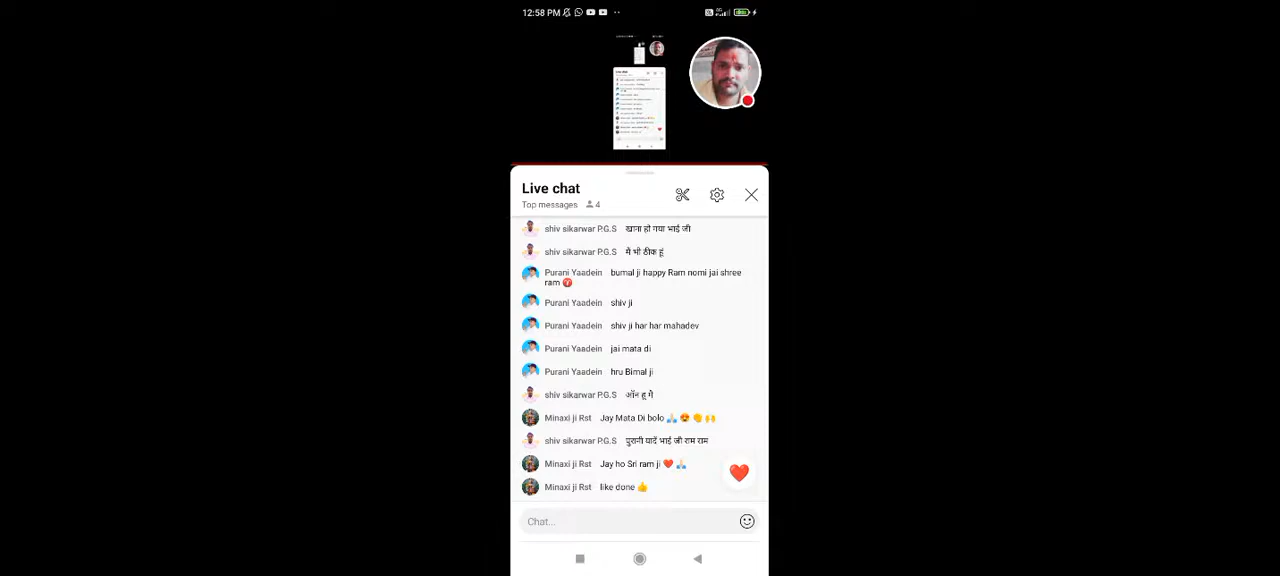 12:58 PM
4G
Live chat
Top messages 4
shiv sikarwar P.G.S खाना हो गया भाई जी
shiv sikarwar P.G.S मैं भी ठीक हूं
Purani Yaadein bumal ji happy Ram nomi jai shree
ram ♈
Purani Yaadein shiv ji
Purani Yaadein shiv ji har har mahadev
Purani Yaadein jai mata di
Purani Yaadein hru Bimal ji
shiv sikarwar P.G.S ऑन हू मैं
Minaxi ji Rst Jay Mata Di bolo 🙏😍👏🙌
shiv sikarwar P.G.S पुरानी यादें भाई जी राम राम
Minaxi ji Rst Jay ho Sri ram ji ❤️🙏
Minaxi ji Rst like done 👍
Chat...